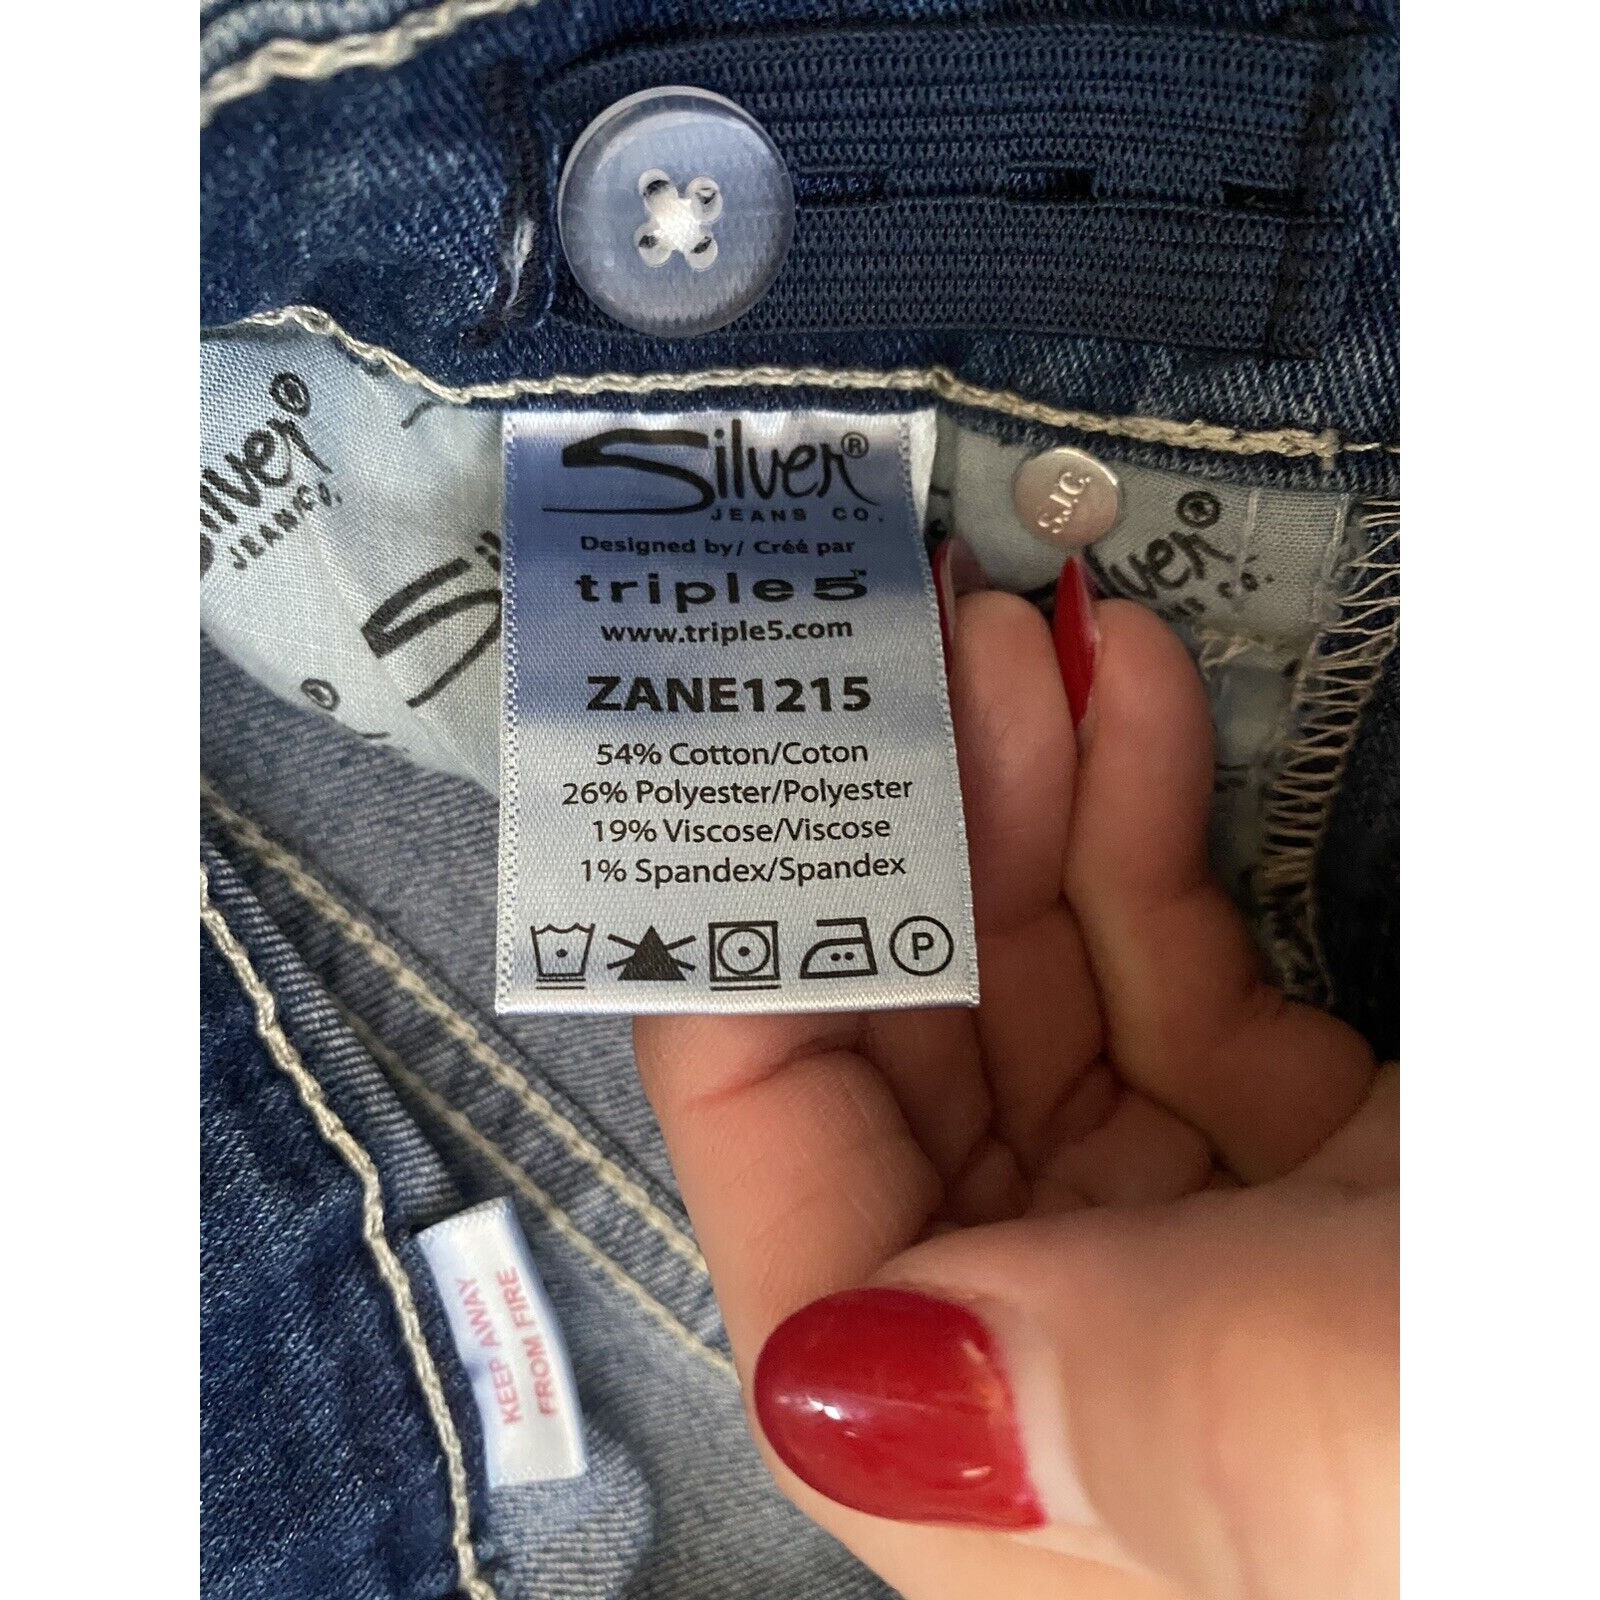 Silver®
JEANS CO.
Designed by/ Créé par
triple5™
www.triple5.com
ZANE1215
54% Cotton/Coton
26% Polyester/Polyester
19% Viscose/Viscose
1% Spandex/Spandex
P
S.J.C.
Silver®
JEANS CO.
KEEP AWAY
FROM FIRE